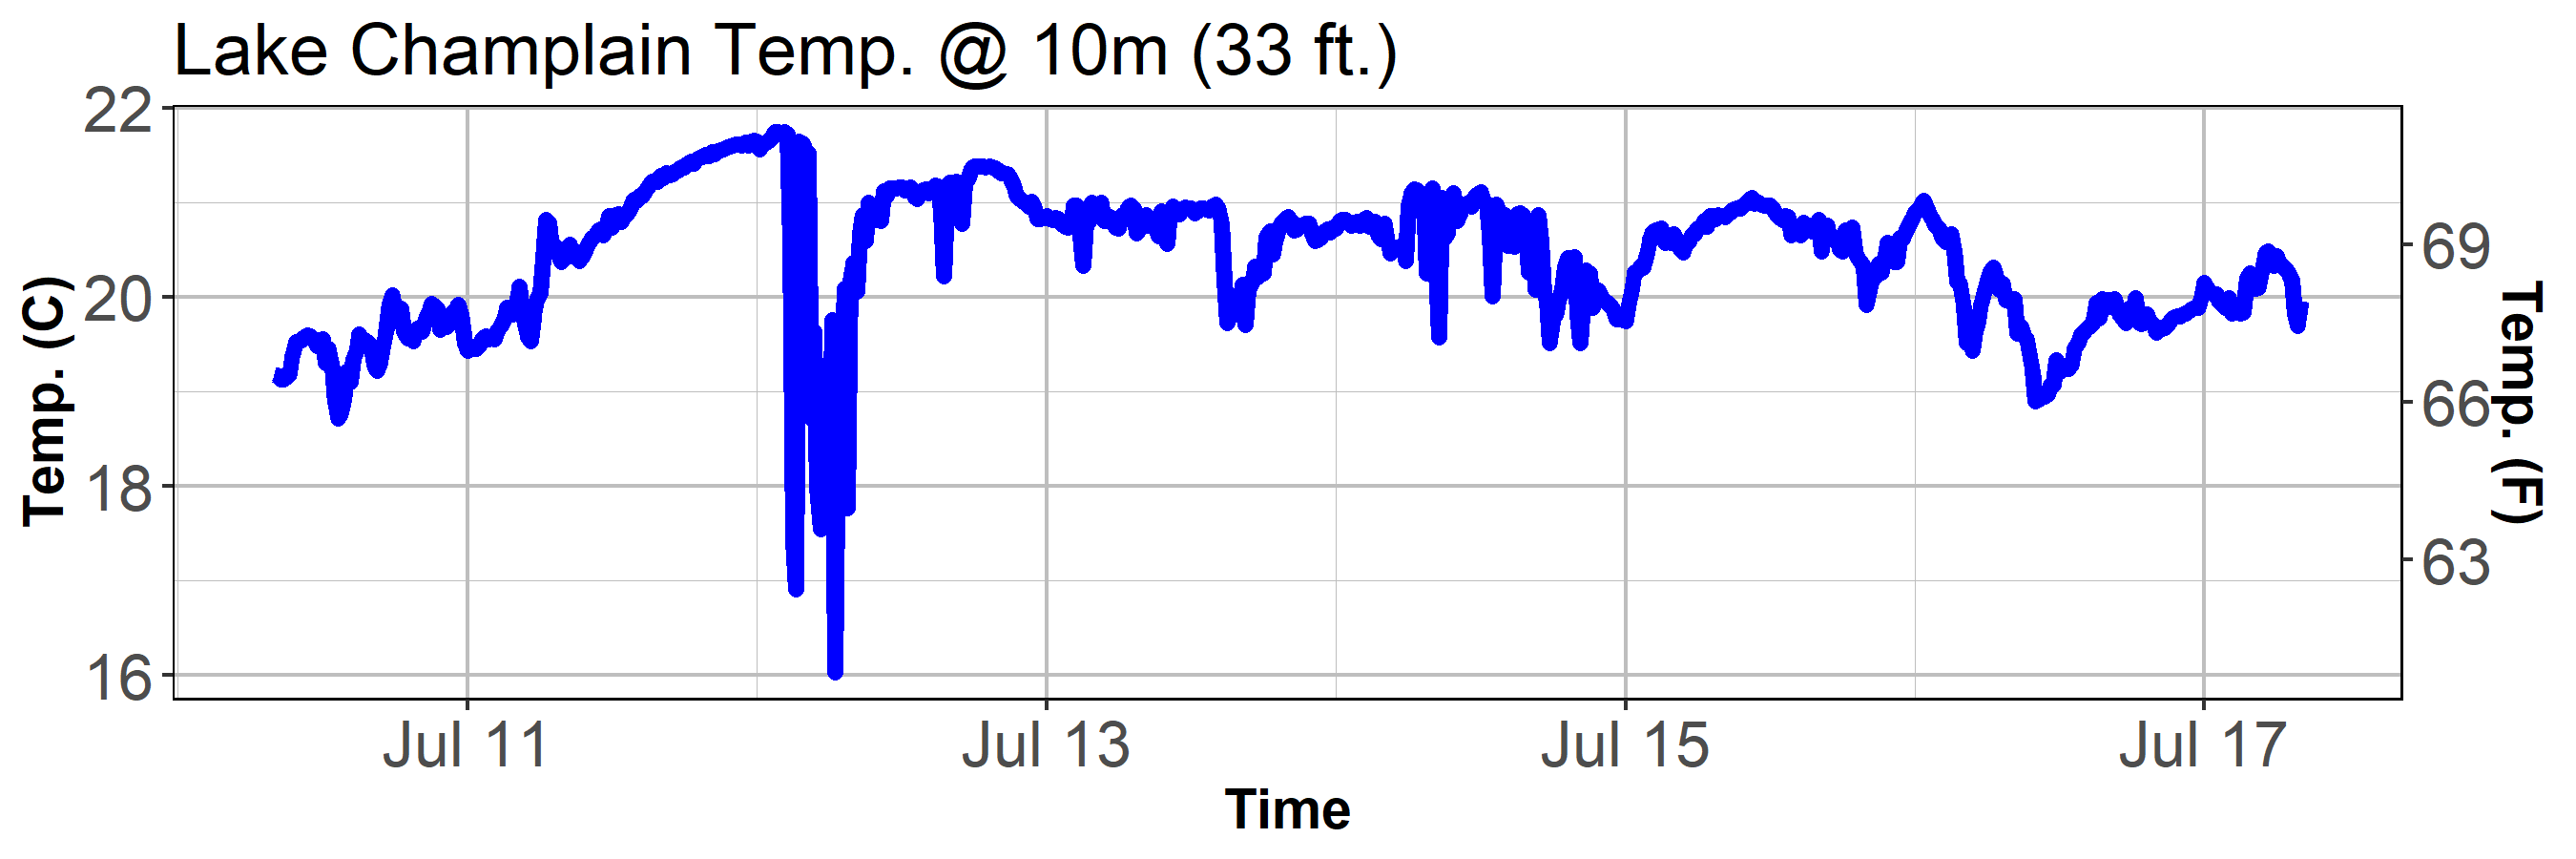 Lake Champlain Temp. @ 10m (33 ft.)
22
20
18
16
Temp. (C)
69
66
63
Temp. (F)
Jul 11 Jul 13 Jul 15 Jul 17
Time